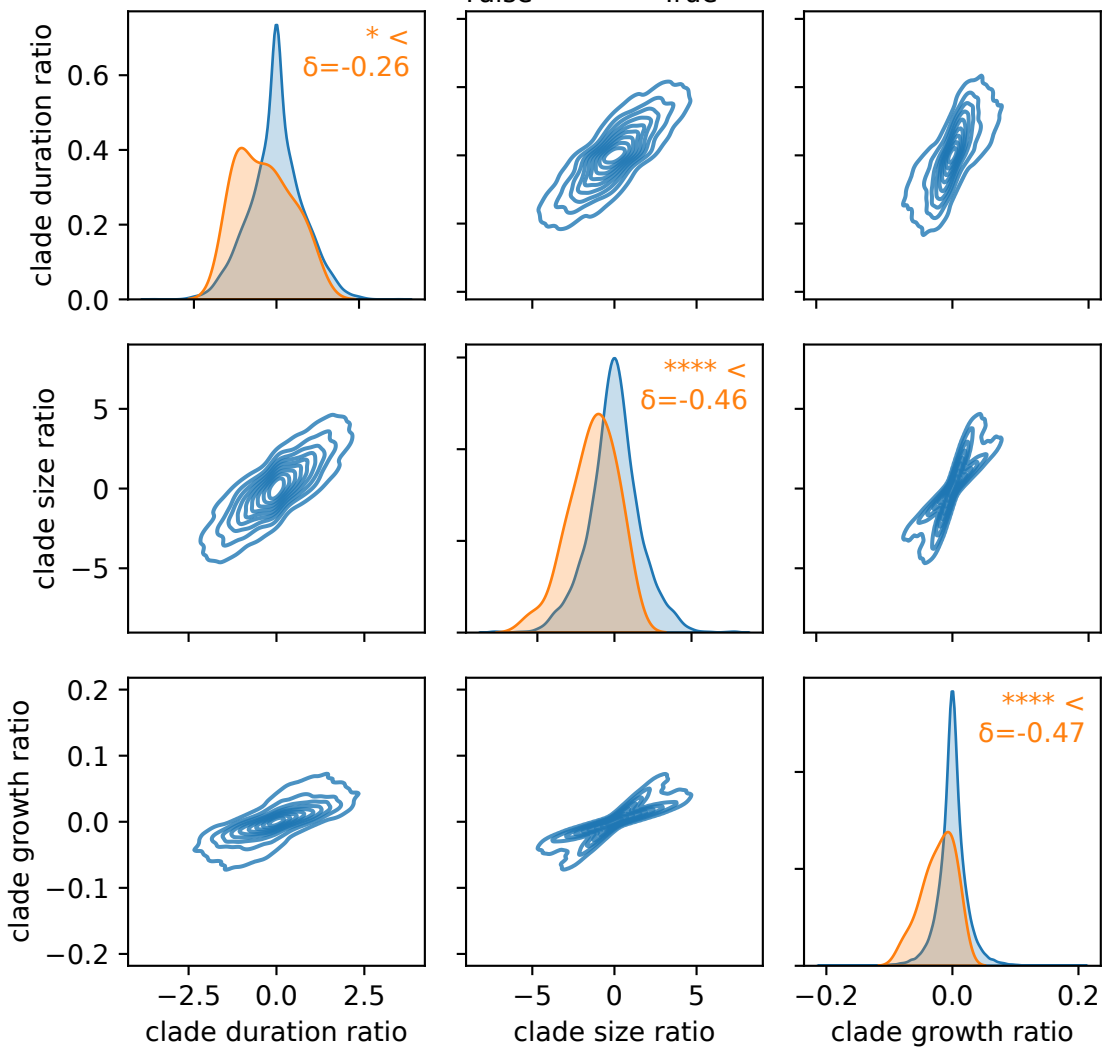 clade duration ratio
0.6
0.4
0.2
0.0
* <
δ=-0.26
clade size ratio
5
0
−5
**** <
δ=-0.46
clade growth ratio
0.2
0.1
0.0
−0.1
−0.2
**** <
δ=-0.47
−2.5 0.0 2.5
−5 0 5
−0.2 0.0 0.2
clade duration ratio
clade size ratio
clade growth ratio